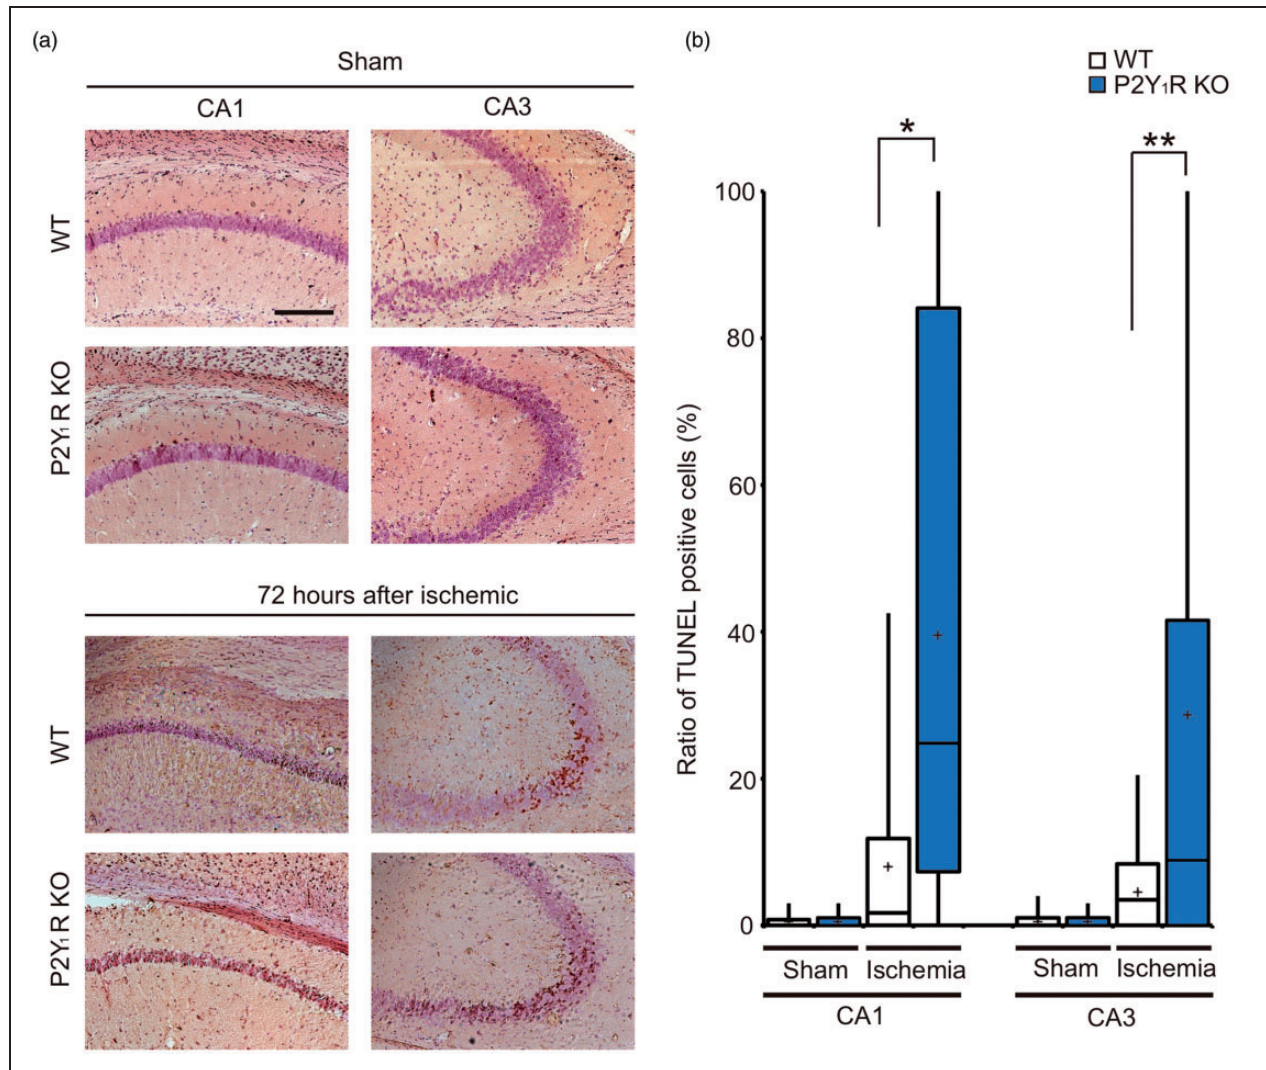 (a)
Sham
CA1 CA3
WT
P2Y1R KO
72 hours after ischemic
WT
P2Y1R KO
(b)
WT
P2Y1R KO
* **
Ratio of TUNEL positive cells (%)
100
80
60
40
20
0
Sham Ischemia Sham Ischemia
CA1 CA3